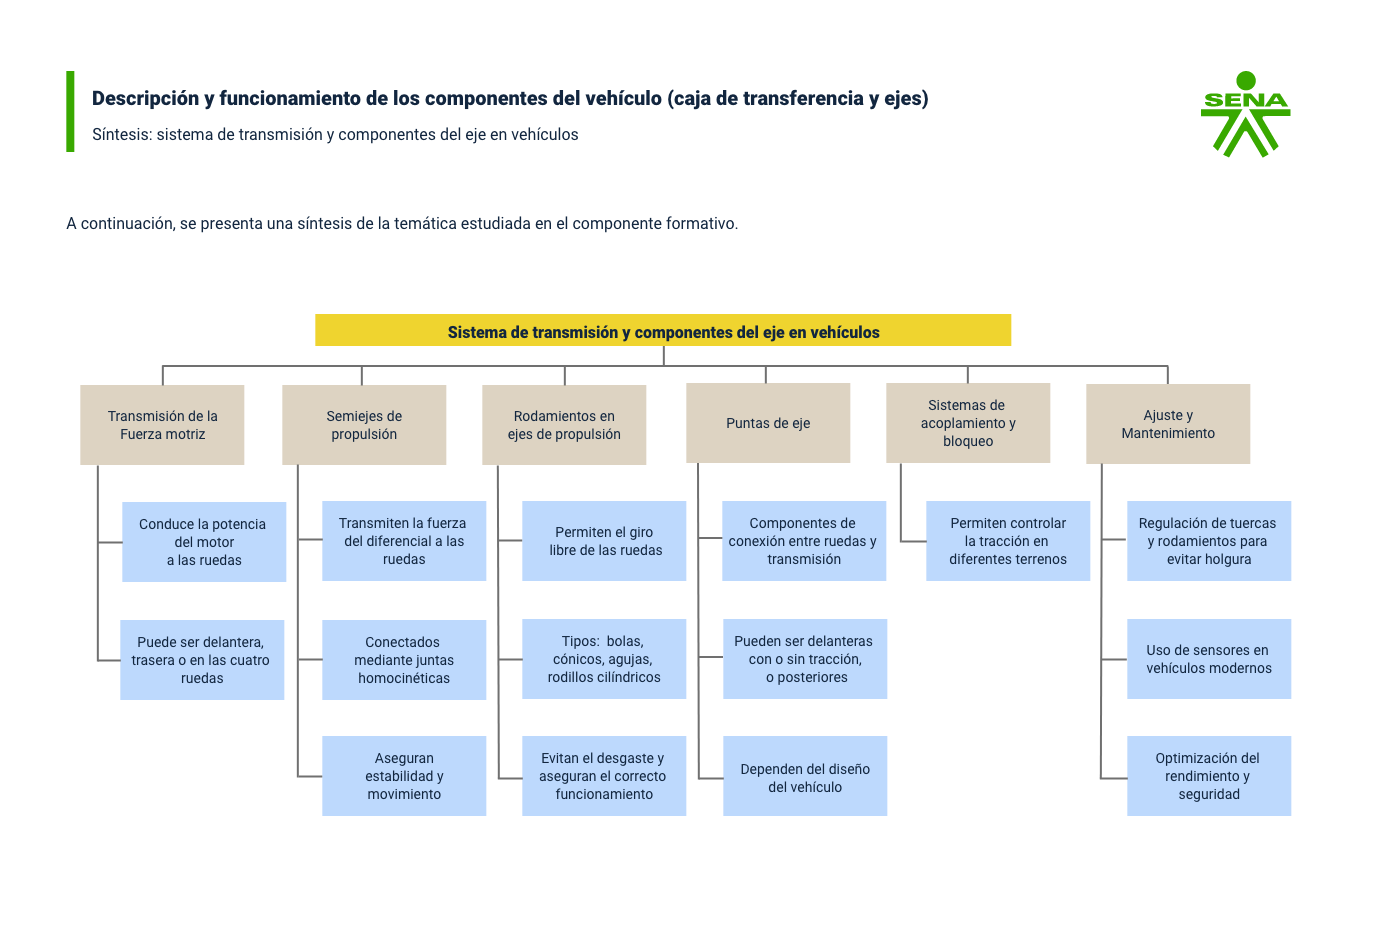 Descripción y funcionamiento de los componentes del vehículo (caja de transferencia y ejes)
Síntesis: sistema de transmisión y componentes del eje en vehículos
SENA
A continuación, se presenta una síntesis de la temática estudiada en el componente formativo.
Sistema de transmisión y componentes del eje en vehículos
Transmisión de la
Fuerza motriz
Conduce la potencia
del motor
a las ruedas
Puede ser delantera,
trasera o en las cuatro
ruedas
Semiejes de
propulsión
Transmiten la fuerza
del diferencial a las
ruedas
Conectados
mediante juntas
homocinéticas
Aseguran
estabilidad y
movimiento
Rodamientos en
ejes de propulsión
Permiten el giro
libre de las ruedas
Tipos: bolas,
cónicos, agujas,
rodillos cilíndricos
Evitan el desgaste y
aseguran el correcto
funcionamiento
Puntas de eje
Componentes de
conexión entre ruedas y
transmisión
Pueden ser delanteras
con o sin tracción,
o posteriores
Dependen del diseño
del vehículo
Sistemas de
acoplamiento y
bloqueo
Permiten controlar
la tracción en
diferentes terrenos
Ajuste y
Mantenimiento
Regulación de tuercas
y rodamientos para
evitar holgura
Uso de sensores en
vehículos modernos
Optimización del
rendimiento y
seguridad